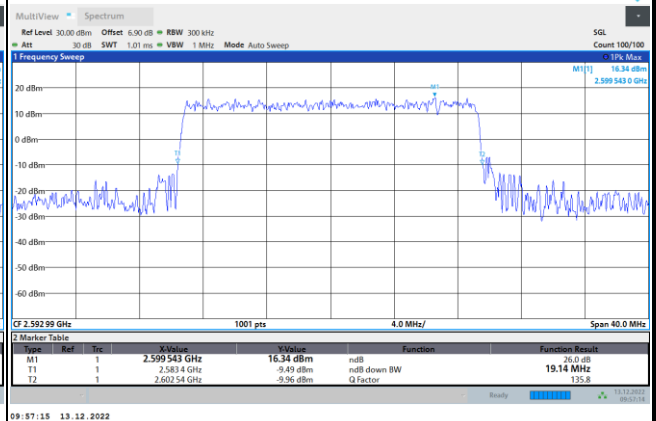 MultiView Spectrum
Ref Level 30.00 dBm Offset 6.90 dB RBW 300 kHz SGL
Att 30 dB SWT 1.01 ms VBW 1 MHz Mode Auto Sweep Count 100/100
1 Frequency Sweep 1Pk Max
M1[1] 16.34 dBm
2.599 543 0 GHz
M1
20 dBm
10 dBm
0 dBm
T1 T2
-10 dBm
-20 dBm
-30 dBm
-40 dBm
-50 dBm
-60 dBm
CF 2.592 99 GHz 1001 pts 4.0 MHz/ Span 40.0 MHz
2 Marker Table
Type Ref Trc X-Value Y-Value Function Function Result
M1 1 2.599 543 GHz 16.34 dBm ndB 26.0 dB
T1 1 2.583 4 GHz -9.49 dBm ndB down BW 19.14 MHz
T2 1 2.602 54 GHz -9.96 dBm Q Factor 135.8
Ready 13.12.2022
09:57:14
09:57:15 13.12.2022